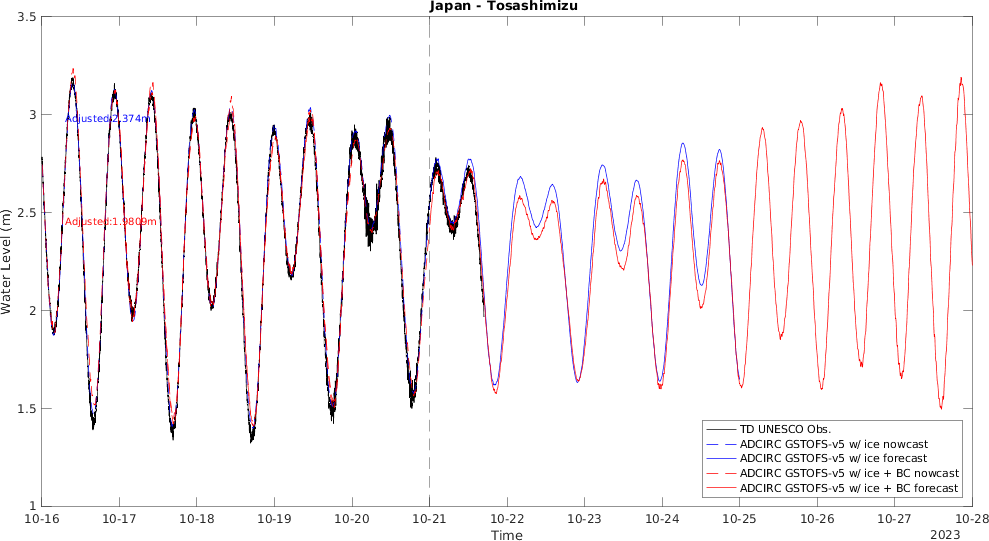 Japan - Tosashimizu
Water Level (m)
3.5
3
2.5
2
1.5
1
Adjusted:2.374m
Adjusted:1.9809m
TD UNESCO Obs.
ADCIRC GSTOFS-v5 w/ ice nowcast
ADCIRC GSTOFS-v5 w/ ice forecast
ADCIRC GSTOFS-v5 w/ ice + BC nowcast
ADCIRC GSTOFS-v5 w/ ice + BC forecast
10-16 10-17 10-18 10-19 10-20 10-21 10-22 10-23 10-24 10-25 10-26 10-27 10-28
Time
2023